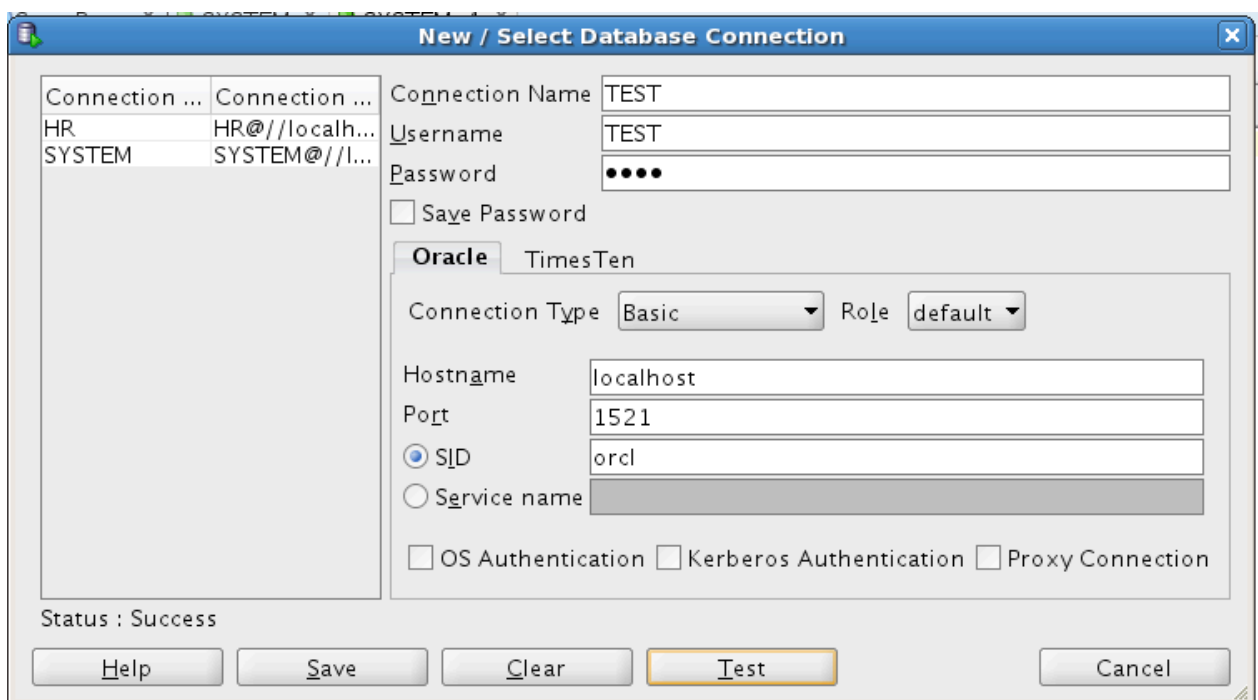 New / Select Database Connection
Connection ... Connection ...
HR HR@//localh...
SYSTEM SYSTEM@//l...
Connection Name TEST
Username TEST
Password ●●●●
Save Password
Oracle TimesTen
Connection Type Basic Role default
Hostname localhost
Port 1521
SID orcl
Service name
OS Authentication Kerberos Authentication Proxy Connection
Status : Success
Help Save Clear Test Cancel